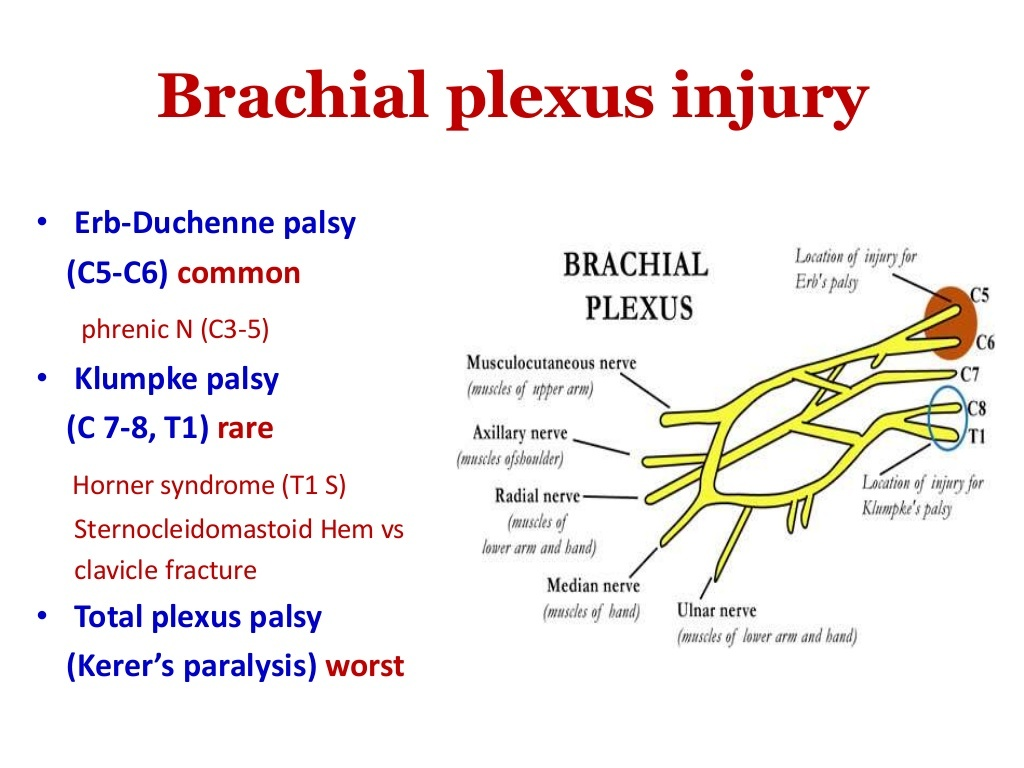 Brachial plexus injury
• Erb-Duchenne palsy
(C5-C6) common
phrenic N (C3-5)
• Klumpke palsy
(C 7-8, T1) rare
Horner syndrome (T1 S)
Sternocleidomastoid Hem vs
clavicle fracture
• Total plexus palsy
(Kerer’s paralysis) worst
BRACHIAL
PLEXUS
Location of injury for
Erb's palsy
C5
C6
C7
C8
T1
Musculocutaneous nerve
(muscles of upper arm)
Axillary nerve
(muscles ofshoulder)
Radial nerve
(muscles of
lower arm and hand)
Median nerve
(muscles of hand)
Ulnar nerve
(muscles of lower arm and hand)
Location of injury for
Klumpke's palsy